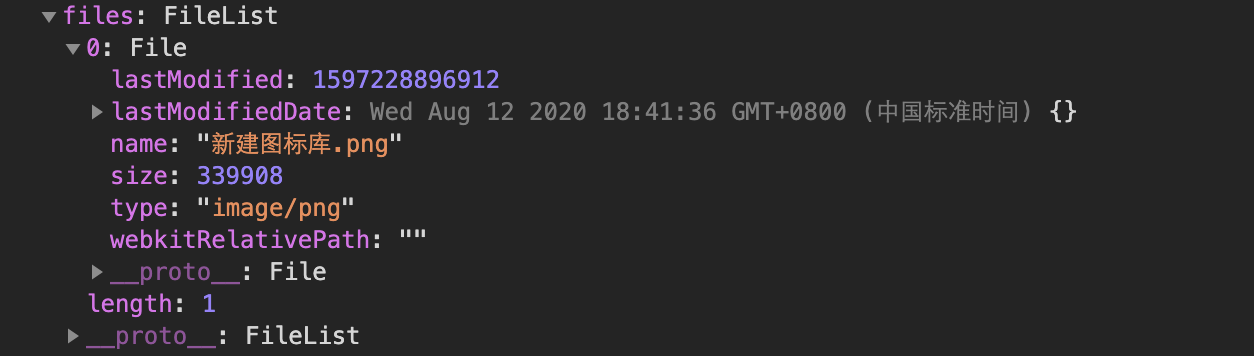 files: FileList
0: File
lastModified: 1597228896912
lastModifiedDate: Wed Aug 12 2020 18:41:36 GMT+0800 (中国标准时间) {}
name: "新建图标库.png"
size: 339908
type: "image/png"
webkitRelativePath: ""
__proto__: File
length: 1
__proto__: FileList